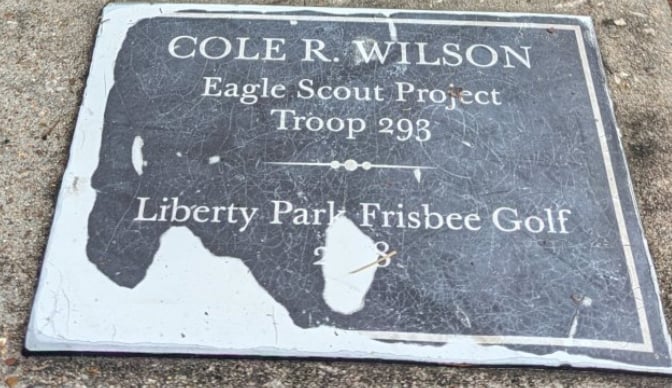 COLE R. WILSON
Eagle Scout Project
Troop 293
Liberty Park Frisbee Golf